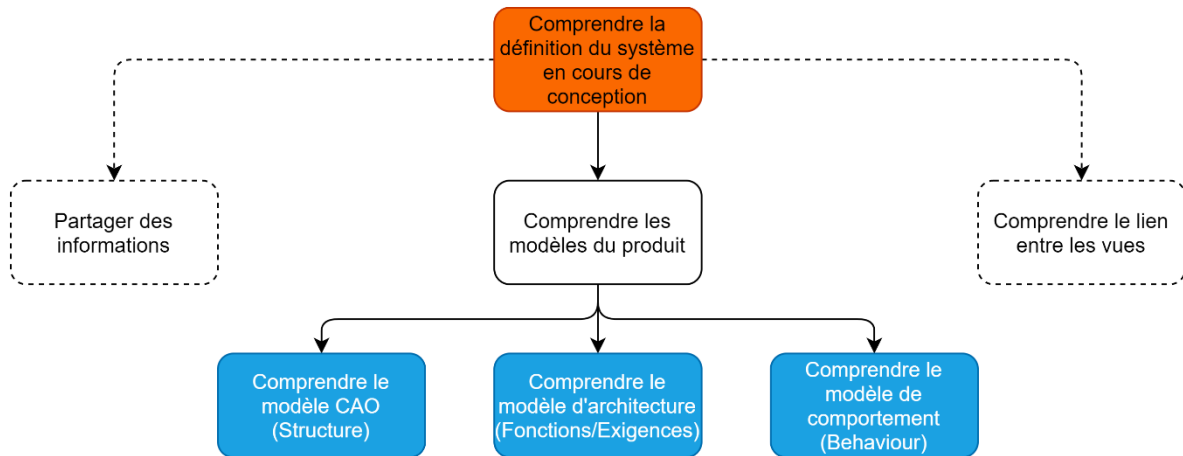 Comprendre la
définition du système
en cours de
conception
Partager des
informations
Comprendre les
modèles du produit
Comprendre le lien
entre les vues
Comprendre le
modèle CAO
(Structure)
Comprendre le
modèle d'architecture
(Fonctions/Exigences)
Comprendre le
modèle de
comportement
(Behaviour)